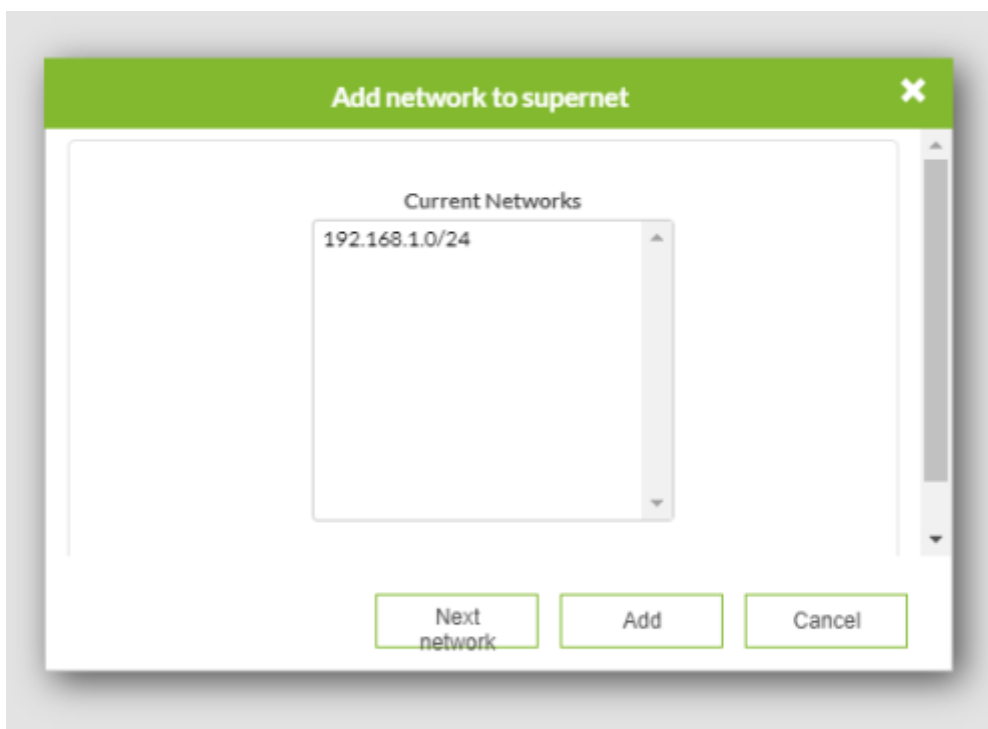 Add network to supernet
Current Networks
192.168.1.0/24
Next
network
Add
Cancel